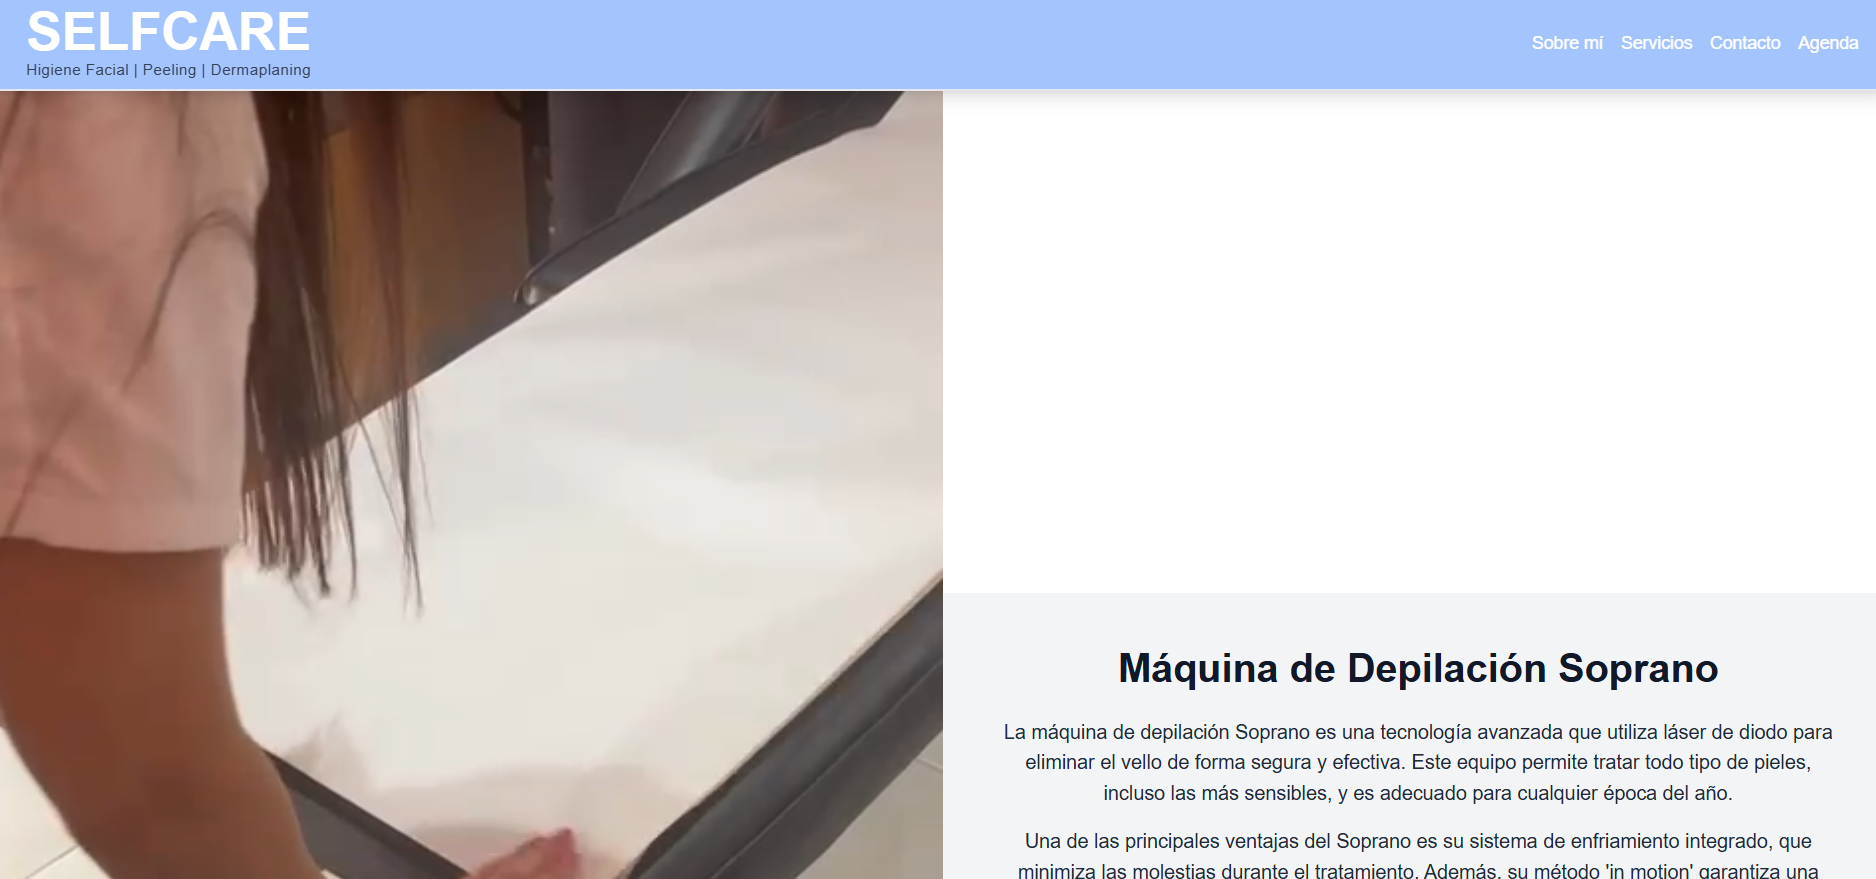 SELFCARE
Higiene Facial | Peeling | Dermaplaning
Sobre mí Servicios Contacto Agenda
Máquina de Depilación Soprano
La máquina de depilación Soprano es una tecnología avanzada que utiliza láser de diodo para
eliminar el vello de forma segura y efectiva. Este equipo permite tratar todo tipo de pieles,
incluso las más sensibles, y es adecuado para cualquier época del año.
Una de las principales ventajas del Soprano es su sistema de enfriamiento integrado, que
minimiza las molestias durante el tratamiento. Además, su método 'in motion' garantiza una